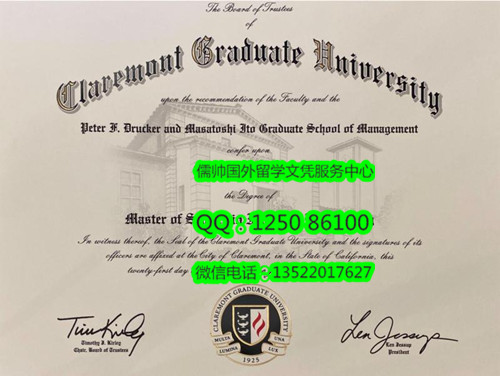 The Board of Trustees
of
Claremont Graduate University
upon the recommendation of the Faculty and the
Peter F. Drucker and Masatoshi Ito Graduate School of Management
confer upon
儒帅国外留学文凭服务中心
the Degree of
Master of
QQ：1250 86100
In witness thereof, the Seal of the Claremont Graduate University and the signatures of its
officers are affixed at the City of Claremont, in the State of California, this
twenty-first day
微信电话：13522017627
CLAREMONT GRADUATE UNIVERSITY
MULTA LUMINA UNA LUX
1925
Timothy J. Kirley
Chair, Board of Trustees
Len Jessup
Len Jessup
President